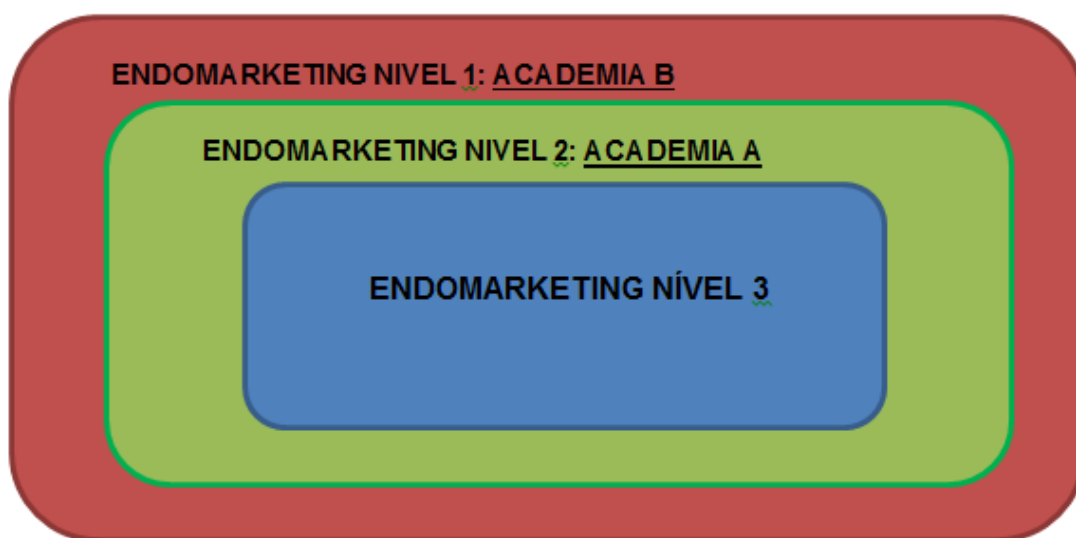 ENDOMARKETING NIVEL 1: ACADEMIA B
ENDOMARKETING NIVEL 2: ACADEMIA A
ENDOMARKETING NÍVEL 3